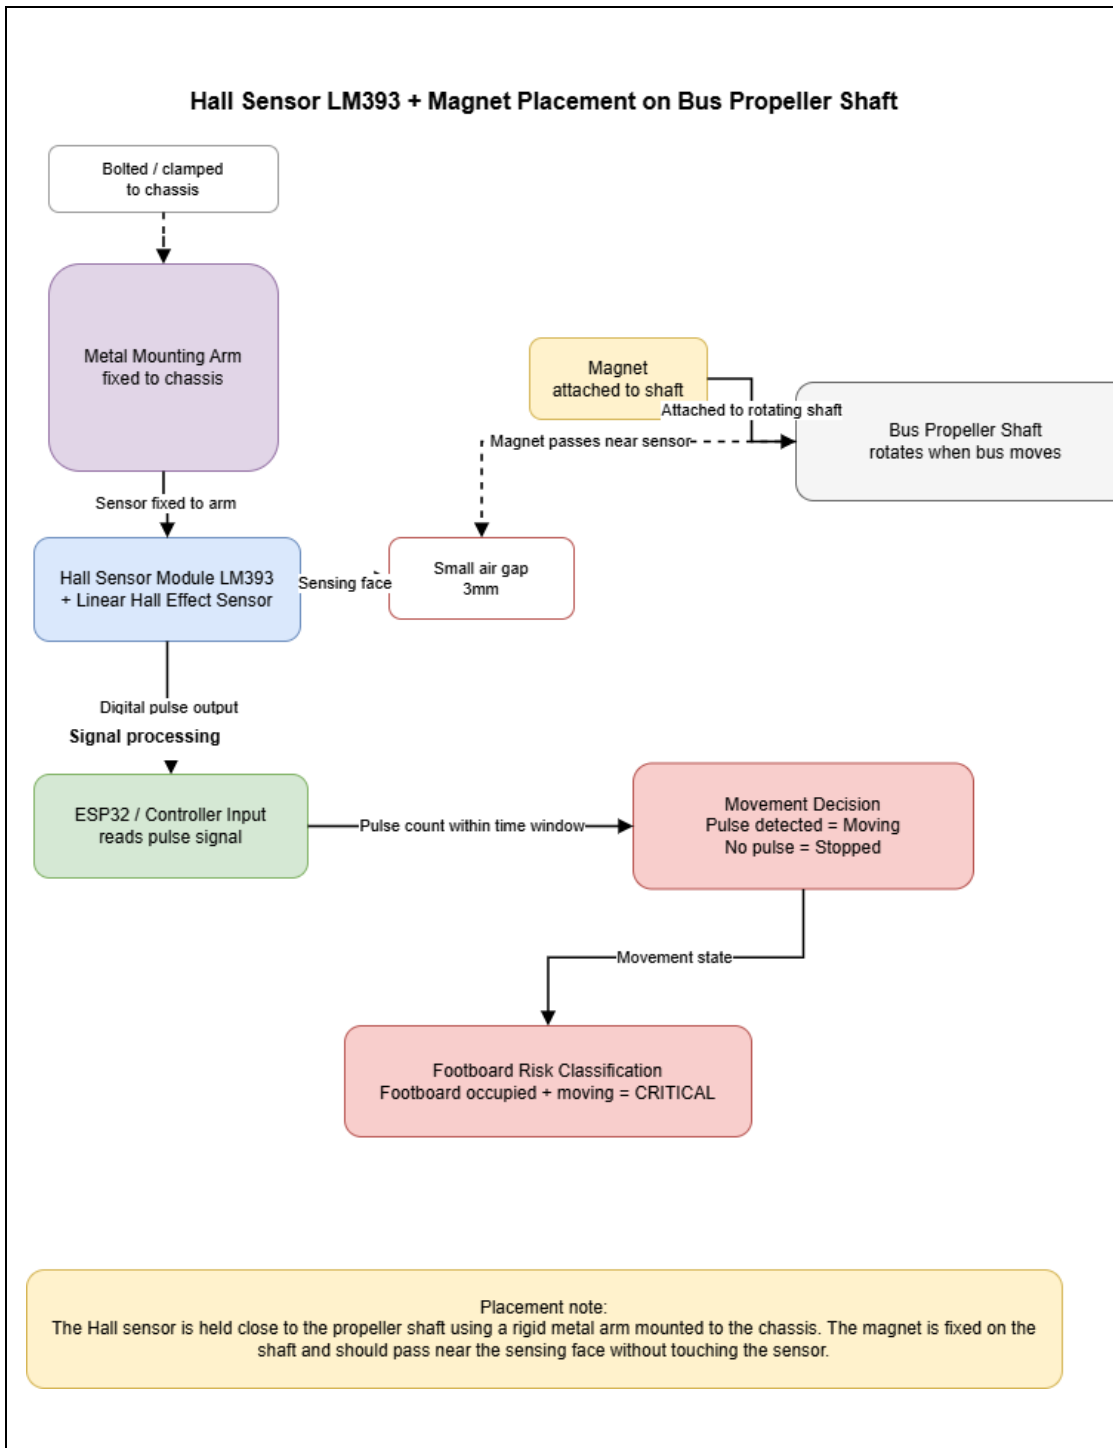 Hall Sensor LM393 + Magnet Placement on Bus Propeller Shaft
Bolted / clamped
to chassis
Metal Mounting Arm
fixed to chassis
Magnet
attached to shaft
Attached to rotating shaft
Bus Propeller Shaft
rotates when bus moves
Magnet passes near sensor
Sensor fixed to arm
Hall Sensor Module LM393
+ Linear Hall Effect Sensor
Sensing face
Small air gap
3mm
Digital pulse output
Signal processing
ESP32 / Controller Input
reads pulse signal
Pulse count within time window
Movement Decision
Pulse detected = Moving
No pulse = Stopped
Movement state
Footboard Risk Classification
Footboard occupied + moving = CRITICAL
Placement note:
The Hall sensor is held close to the propeller shaft using a rigid metal arm mounted to the chassis. The magnet is fixed on the
shaft and should pass near the sensing face without touching the sensor.